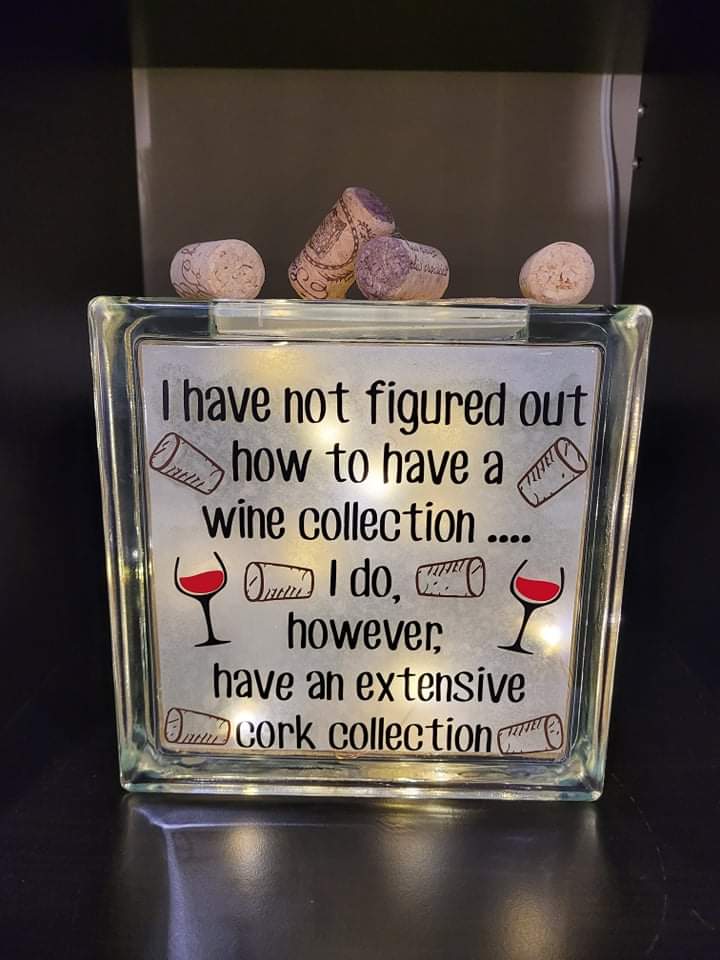 I have not figured out
how to have a
wine collection ....
I do,
however,
have an extensive
cork collection